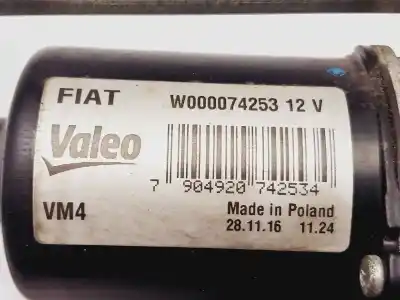 FIAT W000074253 12 V
Valeo
7 904920 742534
VM4 Made in Poland
28.11.16 11.24